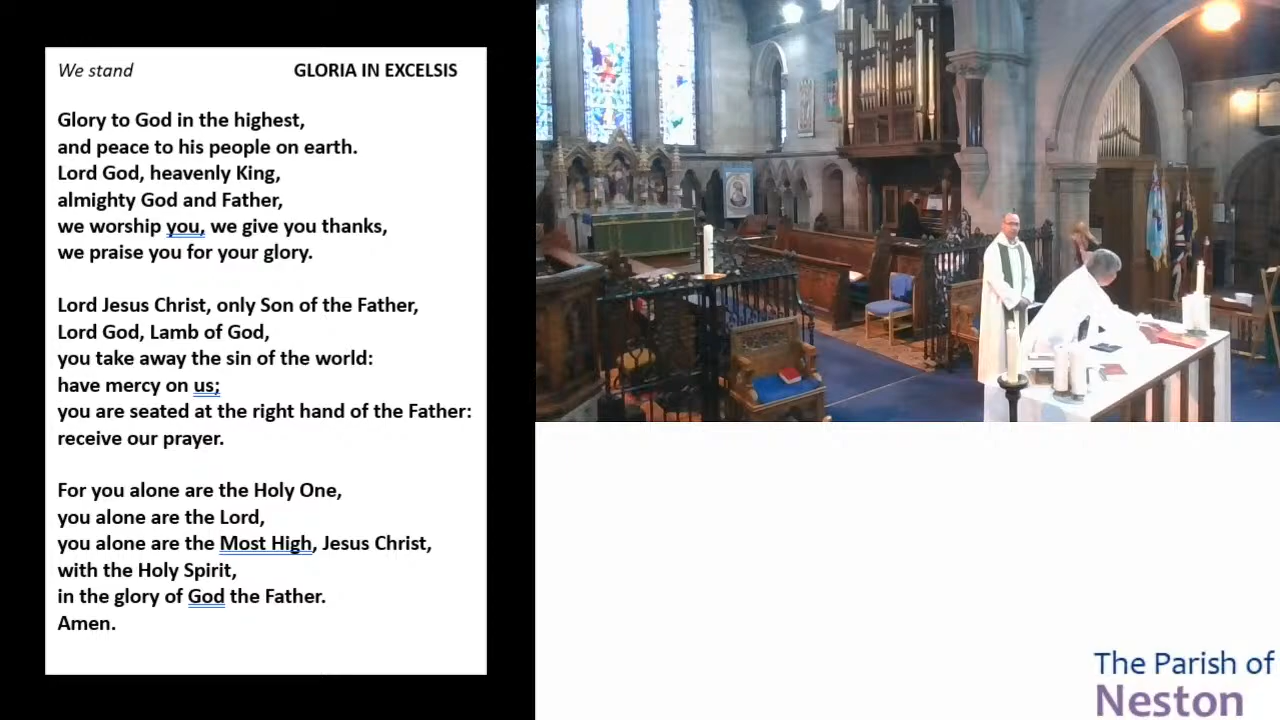 We stand GLORIA IN EXCELSIS
Glory to God in the highest,
and peace to his people on earth.
Lord God, heavenly King,
almighty God and Father,
we worship you, we give you thanks,
we praise you for your glory.
Lord Jesus Christ, only Son of the Father,
Lord God, Lamb of God,
you take away the sin of the world:
have mercy on us;
you are seated at the right hand of the Father:
receive our prayer.
For you alone are the Holy One,
you alone are the Lord,
you alone are the Most High, Jesus Christ,
with the Holy Spirit,
in the glory of God the Father.
Amen.
The Parish of
Neston